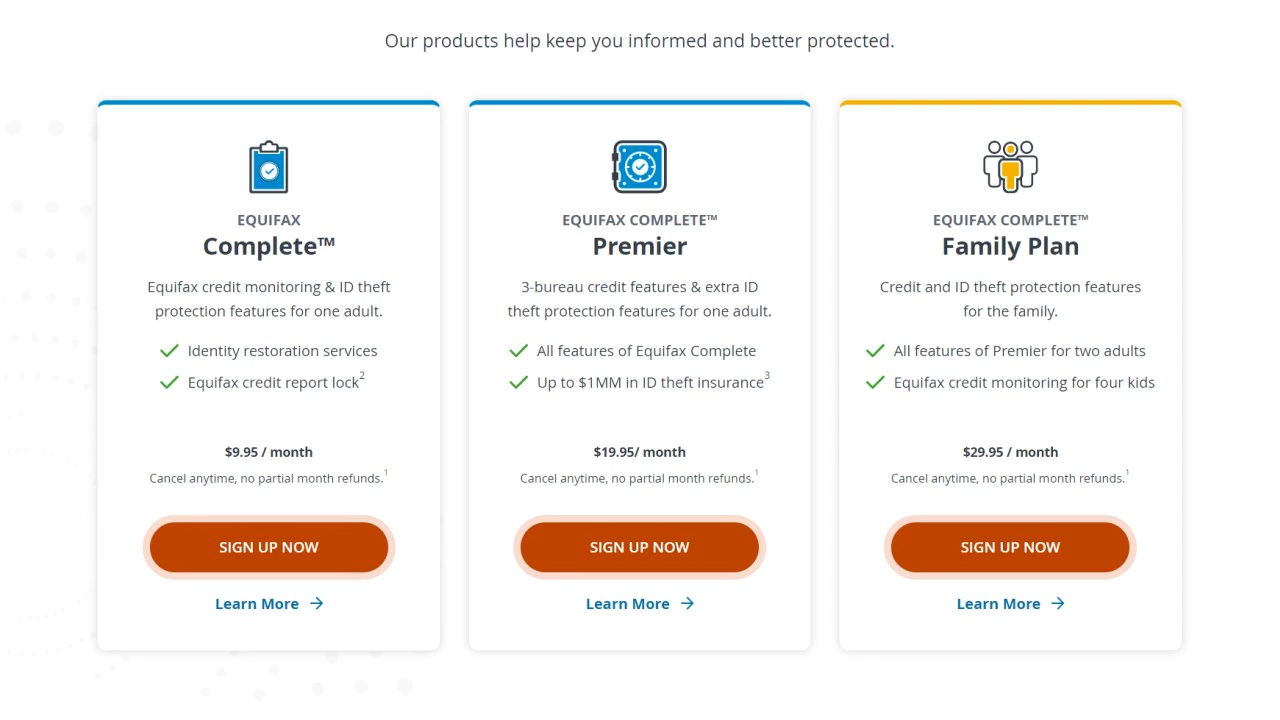 Our products help keep you informed and better protected.
EQUIFAX
Complete™
Equifax credit monitoring & ID theft
protection features for one adult.
Identity restoration services
Equifax credit report lock2
$9.95 / month
Cancel anytime, no partial month refunds.1
SIGN UP NOW
Learn More
EQUIFAX COMPLETE™
Premier
3-bureau credit features & extra ID
theft protection features for one adult.
All features of Equifax Complete
Up to $1MM in ID theft insurance3
$19.95/ month
Cancel anytime, no partial month refunds.1
SIGN UP NOW
Learn More
EQUIFAX COMPLETE™
Family Plan
Credit and ID theft protection features
for the family.
All features of Premier for two adults
Equifax credit monitoring for four kids
$29.95 / month
Cancel anytime, no partial month refunds.1
SIGN UP NOW
Learn More